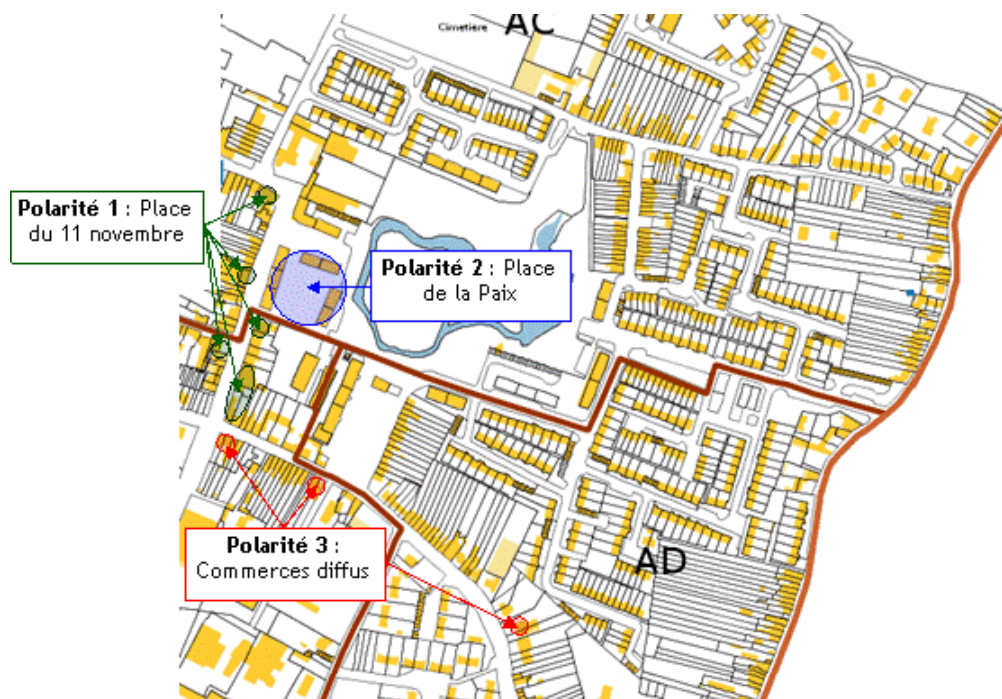 AC
Cimetière
Polarité 1 : Place
du 11 novembre
Polarité 2 : Place
de la Paix
Polarité 3 :
Commerces diffus
AD